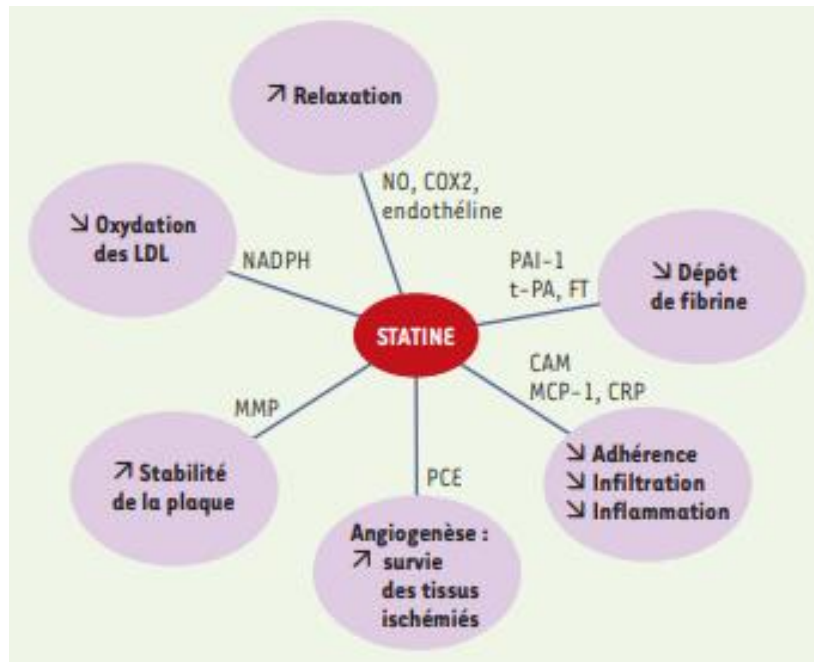 ↗ Relaxation
NO, COX2,
endothéline
↘ Oxydation
des LDL
NADPH
PAI-1
t-PA, FT
↘ Dépôt
de fibrine
STATINE
CAM
MCP-1, CRP
MMP
↗ Stabilité
de la plaque
PCE
↘ Adhérence
↘ Infiltration
↘ Inflammation
Angiogenèse :
↗ survie
des tissus
ischémiés